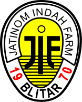 JATINOM INDAH FARM
JIF
19 70
BLITAR